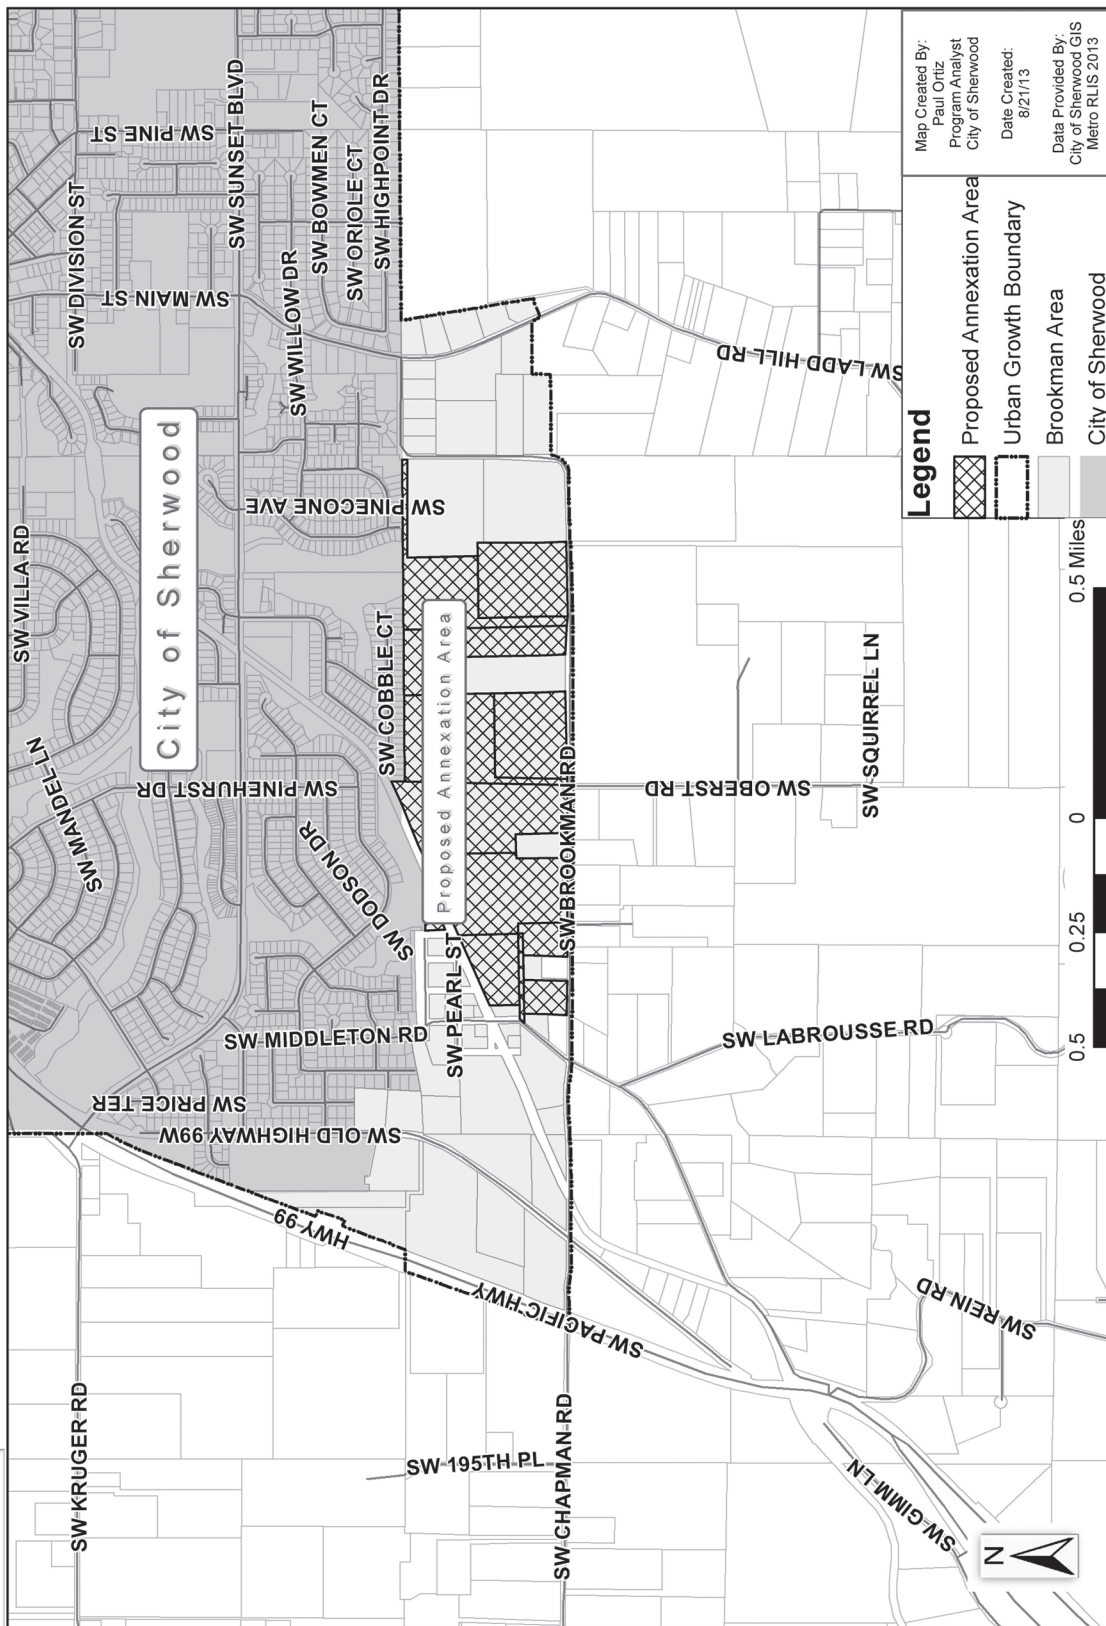 SW VILLA RD
SW MANDEL LN
SW DIVISION ST
SW PINE ST
SW MAIN ST
SW SUNSET BLVD
City of Sherwood
SW WILLOW DR
SW BOWMEN CT
SW ORIOLE CT
SW HIGHPOINT DR
SW PINECONE AVE
SW COBBLE CT
SW PINEHURST DR
SW DODSON DR
SW MIDDLETON RD
SW PRICE TER
SW OLD HIGHWAY 99W
HWY 99
SW PACIFIC HWY
SW KRUGER RD
SW 195TH PL
SW CHAPMAN RD
SW PEARL ST
Proposed Annexation Area
SW BROOKMAN RD
SW LADD HILL RD
SW OBERST RD
SW SQUIRREL LN
SW LABROUSSE RD
SW REIN RD
SW GIMM LN
N
0.5
0.25
0
0.5 Miles
Legend
Proposed Annexation Area
Urban Growth Boundary
Brookman Area
City of Sherwood
Map Created By:
Paul Ortiz
Program Analyst
City of Sherwood
Date Created:
8/21/13
Data Provided By:
City of Sherwood GIS
Metro RLIS 2013